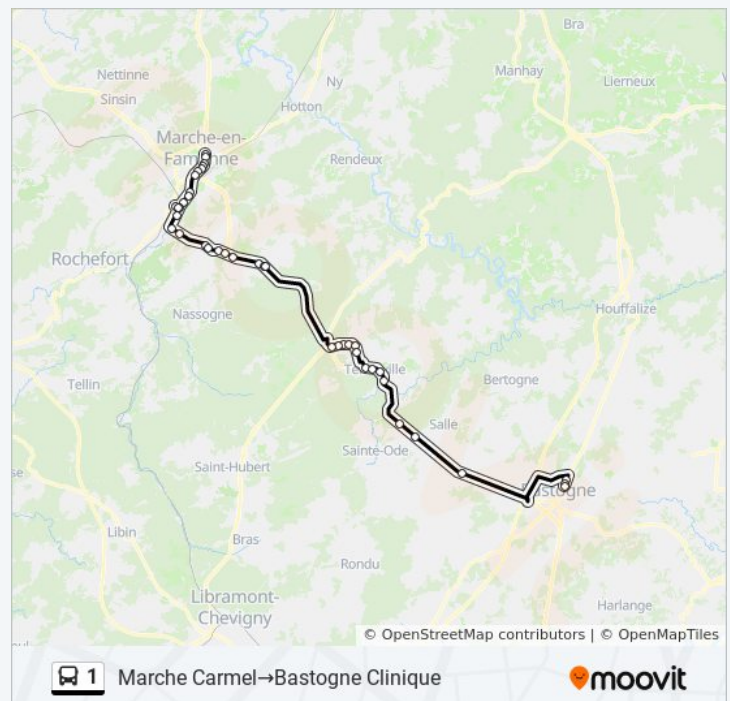 Bra
Nettinne
Ny
Manhay
Lierneux
Sinsin
Hotton
Marche-en-
Famenne
Rendeux
Rochefort
Nassogne
Houffalize
Tellin
Bertogne
Salle
Sainte-Ode
Saint-Hubert
Bastogne
Libin
Bras
Rondu
Libramont-
Chevigny
Harlange
© OpenStreetMap contributors | © OpenMapTiles
1 Marche Carmel→Bastogne Clinique
moovit